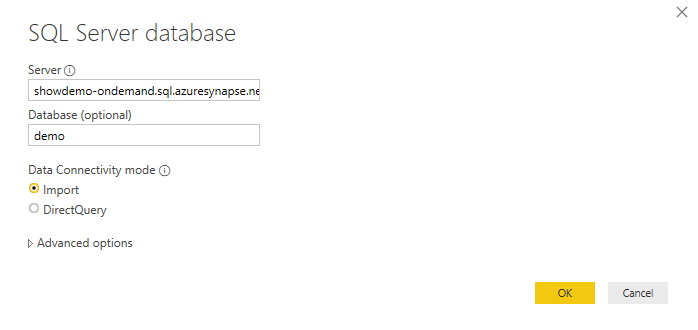 SQL Server database
Server
showdemo-ondemand.sql.azuresynapse.ne
Database (optional)
demo
Data Connectivity mode
Import
DirectQuery
Advanced options
OK Cancel